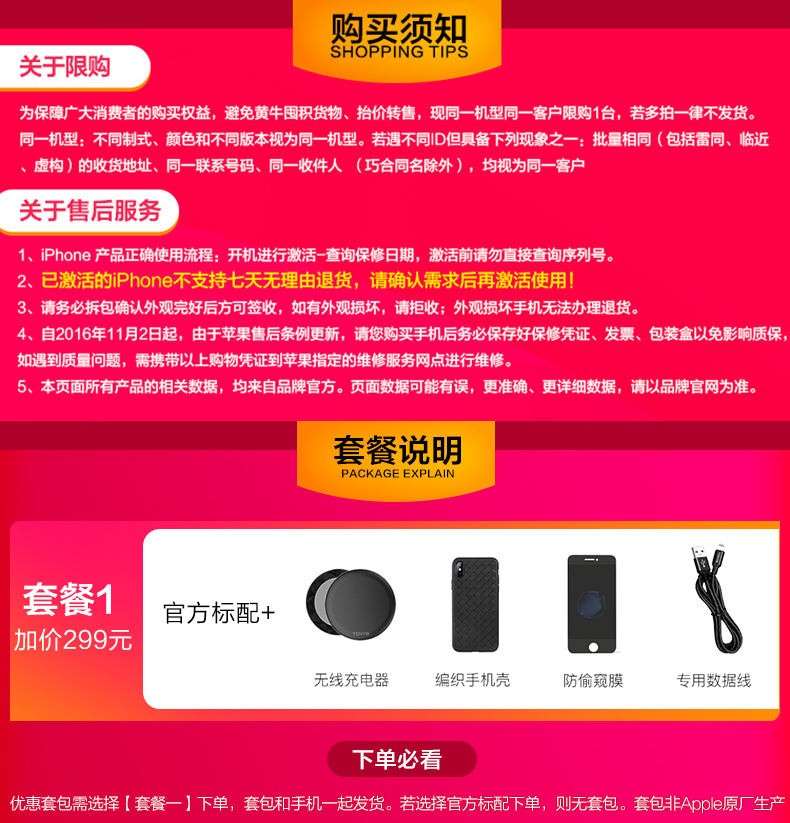 购买须知
SHOPPING TIPS
关于限购
为保障广大消费者的购买权益，避免黄牛囤积货物、抬价转售，现同一机型同一客户限购1台，若多拍一律不发货。
同一机型：不同制式、颜色和不同版本视为同一机型。若遇不同ID但具备下列现象之一：批量相同（包括雷同、临近
、虚构）的收货地址、同一联系号码、同一收件人 （巧合同名除外），均视为同一客户
关于售后服务
1、iPhone 产品正确使用流程：开机进行激活-查询保修日期，激活前请勿直接查询序列号。
2、已激活的iPhone不支持七天无理由退货，请确认需求后再激活使用！
3、请务必拆包确认外观完好后方可签收，如有外观损坏，请拒收；外观损坏手机无法办理退货。
4、自2016年11月2日起，由于苹果售后条例更新，请您购买手机后务必保存好保修凭证、发票、包装盒以免影响质保，
如遇到质量问题，需携带以上购物凭证到苹果指定的维修服务网点进行维修。
5、本页面所有产品的相关数据，均来自品牌官方。页面数据可能有误，更准确、更详细数据，请以品牌官网为准。
套餐说明
PACKAGE EXPLAIN
套餐1
加价299元
官方标配+
无线充电器
编织手机壳
防偷窥膜
专用数据线
下单必看
优惠套包需选择【套餐一】下单，套包和手机一起发货。若选择官方标配下单，则无套包。套包非Apple原厂生产